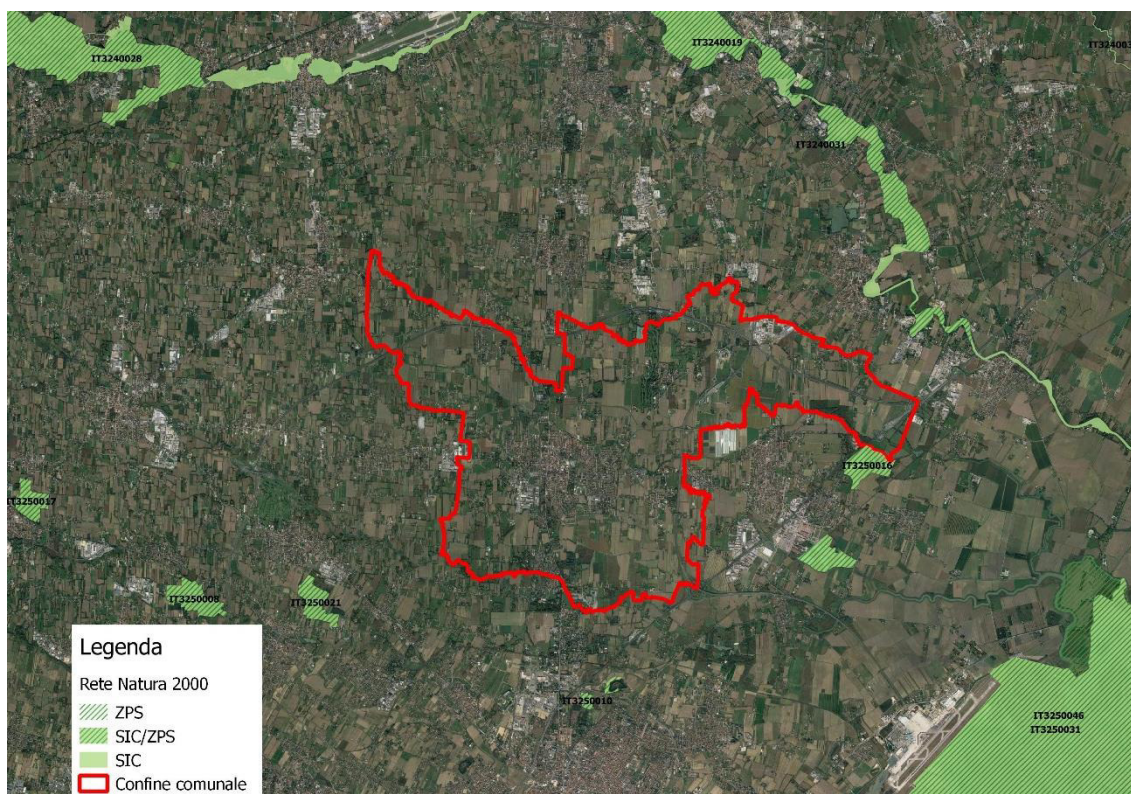 IT3240028
IT3240019
IT3240031
IT3250016
IT3250017
IT3250021
IT3250010
IT3250046
IT3250031
Legenda
Rete Natura 2000
ZPS
SIC/ZPS
SIC
Confine comunale